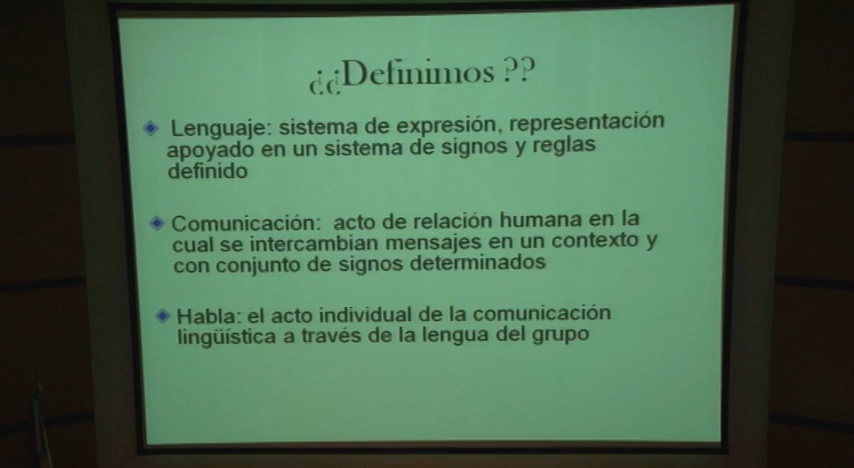 ¿¿Definimos ??
Lenguaje: sistema de expresión, representación
apoyado en un sistema de signos y reglas
definido
Comunicación: acto de relación humana en la
cual se intercambian mensajes en un contexto y
con conjunto de signos determinados
Habla: el acto individual de la comunicación
lingüística a través de la lengua del grupo